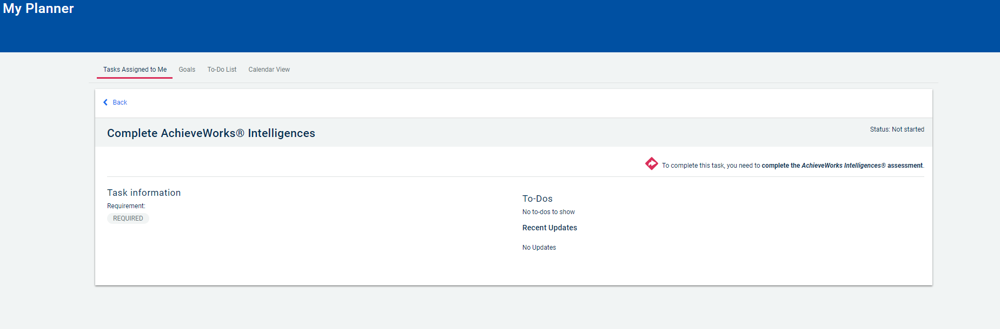 My Planner
Tasks Assigned to Me Goals To-Do List Calendar View
Back
Complete AchieveWorks® Intelligences
Status: Not started
To complete this task, you need to complete the AchieveWorks Intelligences® assessment.
Task information
Requirement:
REQUIRED
To-Dos
No to-dos to show
Recent Updates
No Updates